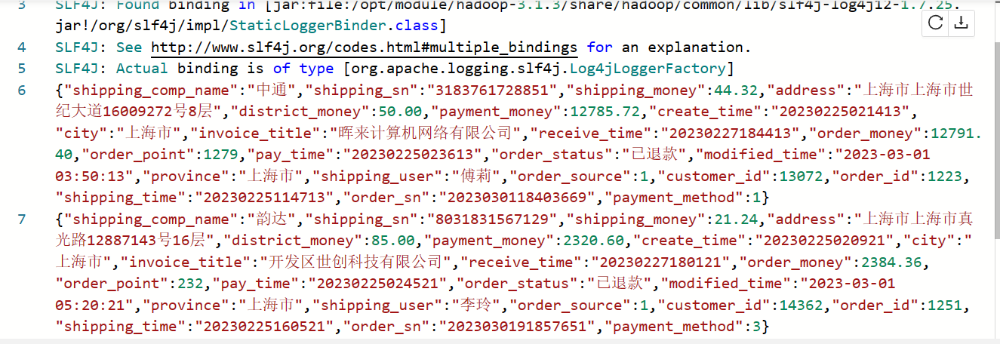 3 SLF4J: Found binding in [jar:file:/opt/module/hadoop-3.1.3/share/hadoop/common/lib/slf4j-log4j12-1.7.25.
jar!/org/slf4j/impl/StaticLoggerBinder.class]
4 SLF4J: See http://www.slf4j.org/codes.html#multiple_bindings for an explanation.
5 SLF4J: Actual binding is of type [org.apache.logging.slf4j.Log4jLoggerFactory]
6 {"shipping_comp_name":"中通","shipping_sn":"3183761728851","shipping_money":44.32,"address":"上海市上海市世
纪大道16009272号8层","district_money":50.00,"payment_money":12785.72,"create_time":"20230225021413",
"city":"上海市","invoice_title":"晖来计算机网络有限公司","receive_time":"20230227184413","order_money":12791.
40,"order_point":1279,"pay_time":"20230225023613","order_status":"已退款","modified_time":"2023-03-01
03:50:13","province":"上海市","shipping_user":"傅莉","order_source":1,"customer_id":13072,"order_id":1223,
"shipping_time":"20230225114713","order_sn":"2023030118403669","payment_method":1}
7 {"shipping_comp_name":"韵达","shipping_sn":"8031831567129","shipping_money":21.24,"address":"上海市上海市真
光路12887143号16层","district_money":85.00,"payment_money":2320.60,"create_time":"20230225020921","city":"
上海市","invoice_title":"开发区世创科技有限公司","receive_time":"20230227180121","order_money":2384.36,
"order_point":232,"pay_time":"20230225024521","order_status":"已退款","modified_time":"2023-03-01
05:20:21","province":"上海市","shipping_user":"李玲","order_source":1,"customer_id":14362,"order_id":1251,
"shipping_time":"20230225160521","order_sn":"2023030191857651","payment_method":3}